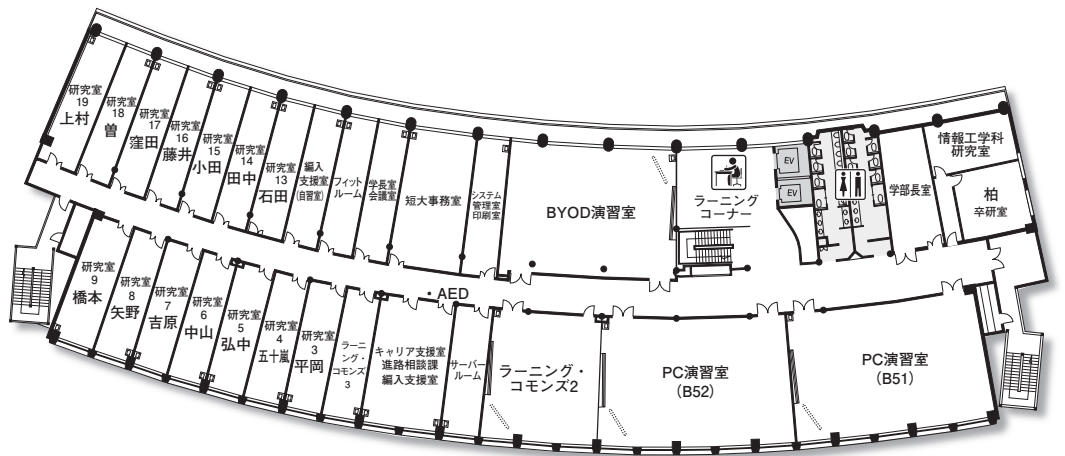 研究室
19
上村
研究室
18
曽
研究室
17
窪田
研究室
16
藤井
研究室
15
小田
研究室
14
田中
研究室
13
石田
編入
支援室
(自習室)
フィット
ルーム
学長室
会議室
短大事務室
システム
管理室
印刷室
BYOD演習室
ラーニング
コーナー
EV
EV
学部長室
情報工学科
研究室
柏
卒研室
・AED
研究室
9
橋本
研究室
8
矢野
研究室
7
吉原
研究室
6
中山
研究室
5
弘中
研究室
4
五十嵐
研究室
3
平岡
ラーニ
ング・
コモンズ
3
キャリア支援室
進路相談課
編入支援室
サーバー
ルーム
ラーニング・
コモンズ2
PC演習室
(B52)
PC演習室
(B51)